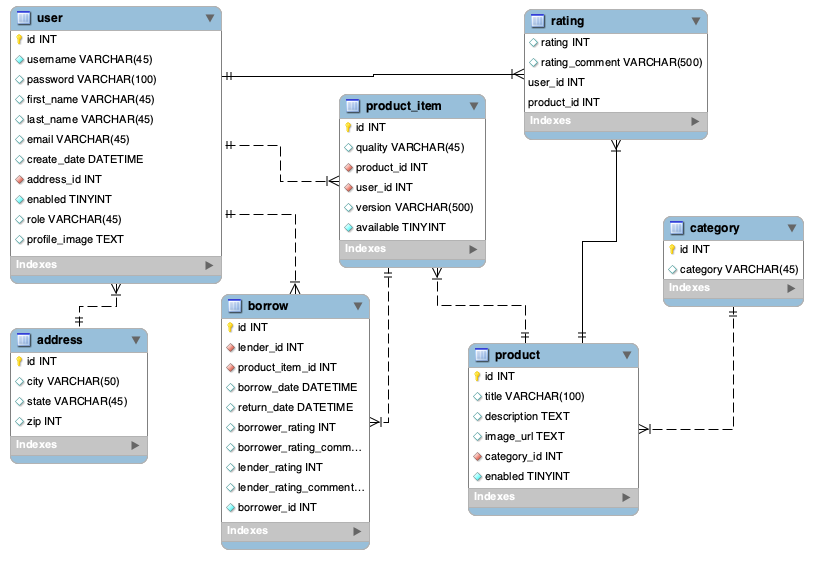 user
id INT
username VARCHAR(45)
password VARCHAR(100)
first_name VARCHAR(45)
last_name VARCHAR(45)
email VARCHAR(45)
create_date DATETIME
address_id INT
enabled TINYINT
role VARCHAR(45)
profile_image TEXT
Indexes
rating
rating INT
rating_comment VARCHAR(500)
user_id INT
product_id INT
Indexes
product_item
id INT
quality VARCHAR(45)
product_id INT
user_id INT
version VARCHAR(500)
available TINYINT
Indexes
category
id INT
category VARCHAR(45)
Indexes
address
id INT
city VARCHAR(50)
state VARCHAR(45)
zip INT
Indexes
borrow
id INT
lender_id INT
product_item_id INT
borrow_date DATETIME
return_date DATETIME
borrower_rating INT
borrower_rating_comm...
lender_rating INT
lender_rating_comment...
borrower_id INT
Indexes
product
id INT
title VARCHAR(100)
description TEXT
image_url TEXT
category_id INT
enabled TINYINT
Indexes